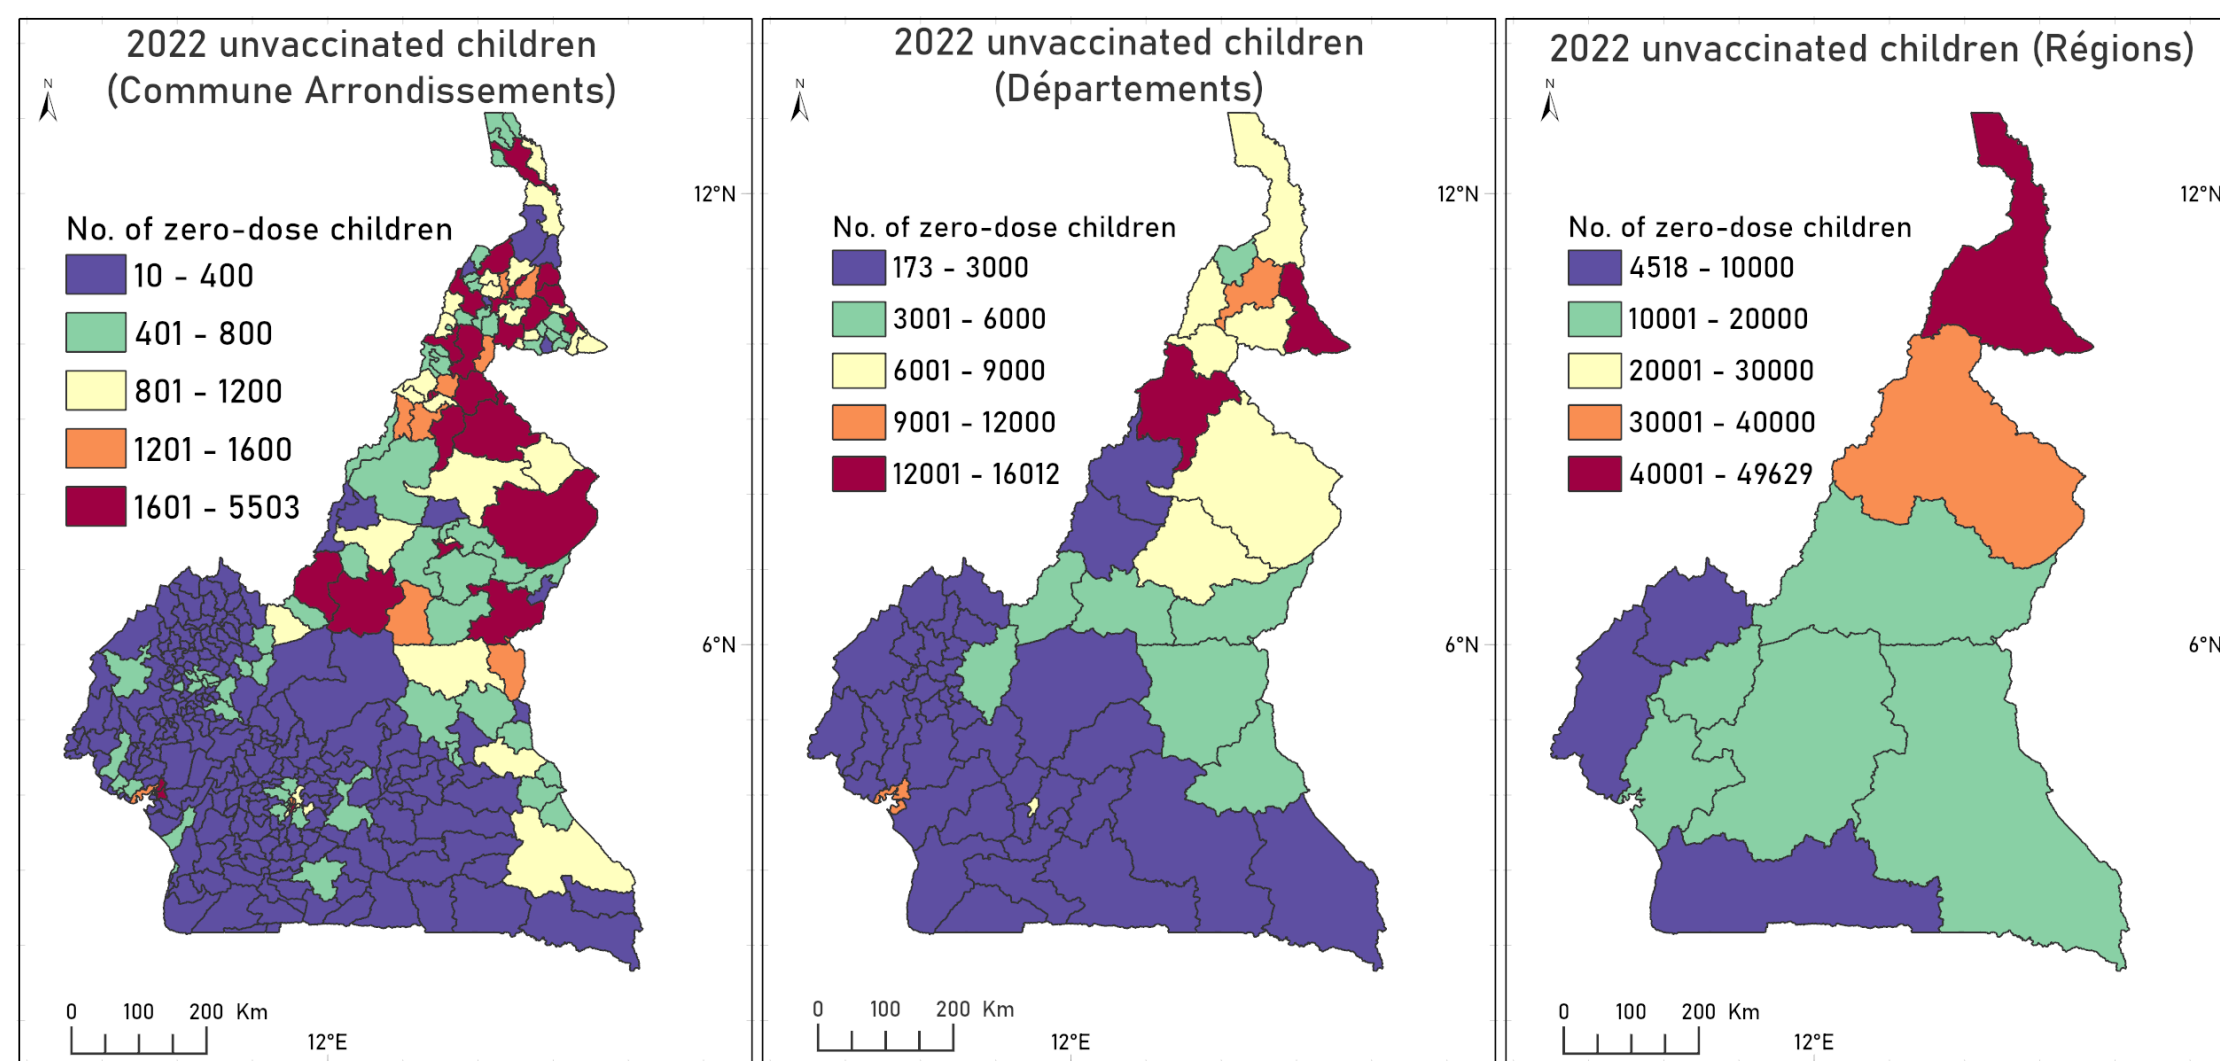 2022 unvaccinated children
(Commune Arrondissements)
N
No. of zero-dose children
10 - 400
401 - 800
801 - 1200
1201 - 1600
1601 - 5503
12°N
6°N
0 100 200 Km
12°E
2022 unvaccinated children
(Départements)
N
No. of zero-dose children
173 - 3000
3001 - 6000
6001 - 9000
9001 - 12000
12001 - 16012
12°N
6°N
0 100 200 Km
12°E
2022 unvaccinated children (Régions)
N
No. of zero-dose children
4518 - 10000
10001 - 20000
20001 - 30000
30001 - 40000
40001 - 49629
12°N
6°N
0 100 200 Km
12°E